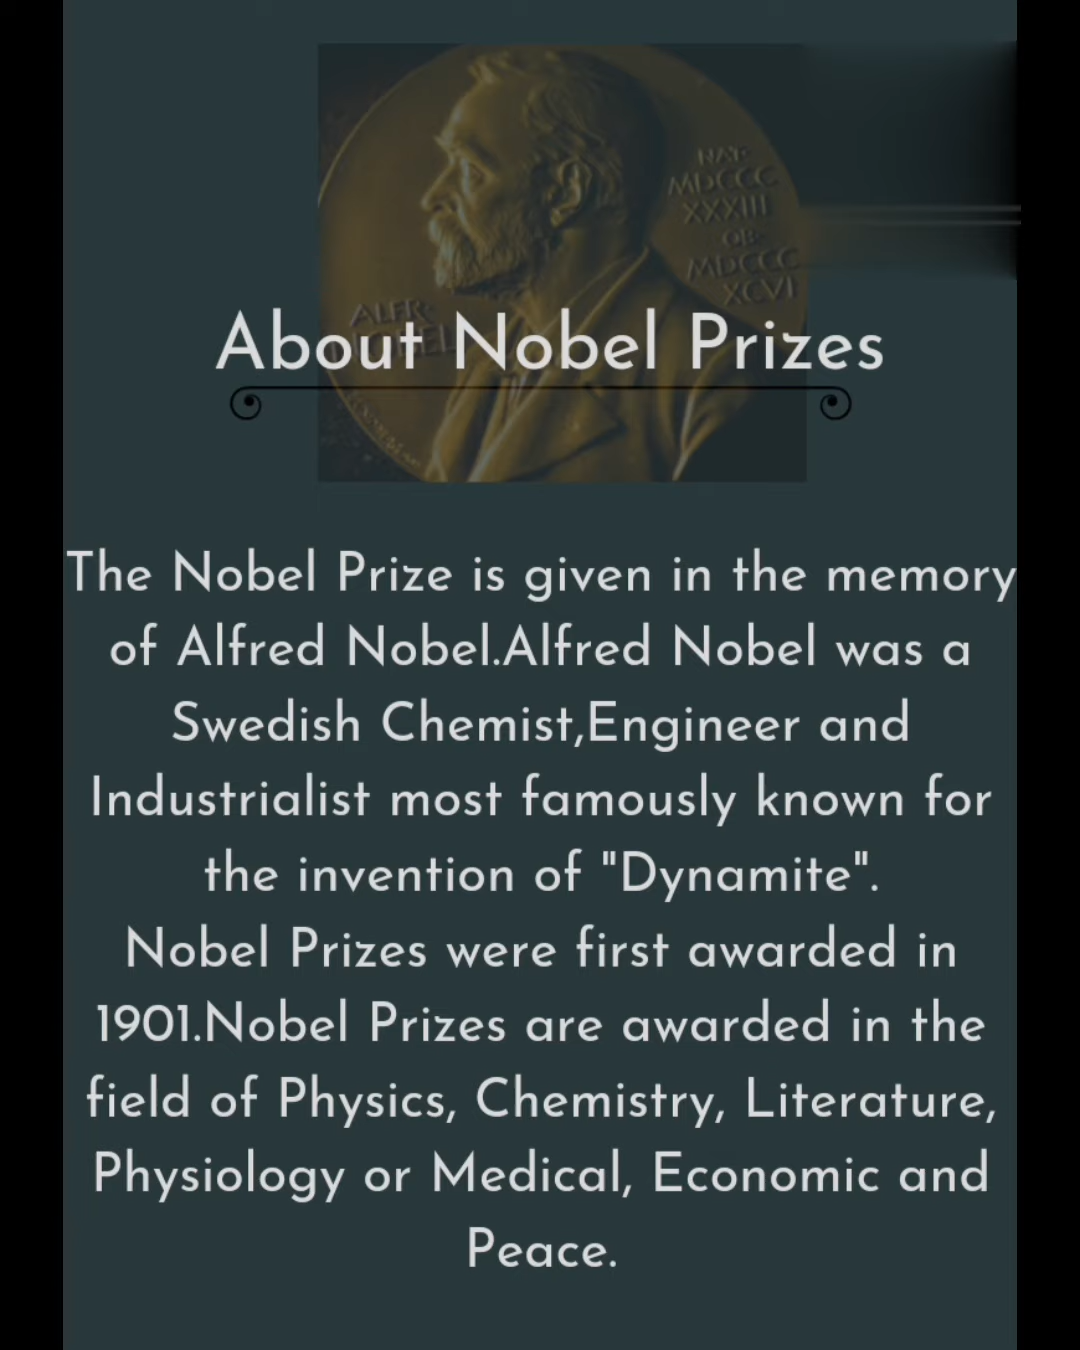 NAT-
MDCCC
XXXIII
OB-
MDCCC
XCVI
ALFR-
About Nobel Prizes
The Nobel Prize is given in the memory
of Alfred Nobel.Alfred Nobel was a
Swedish Chemist,Engineer and
Industrialist most famously known for
the invention of "Dynamite".
Nobel Prizes were first awarded in
1901.Nobel Prizes are awarded in the
field of Physics, Chemistry, Literature,
Physiology or Medical, Economic and
Peace.